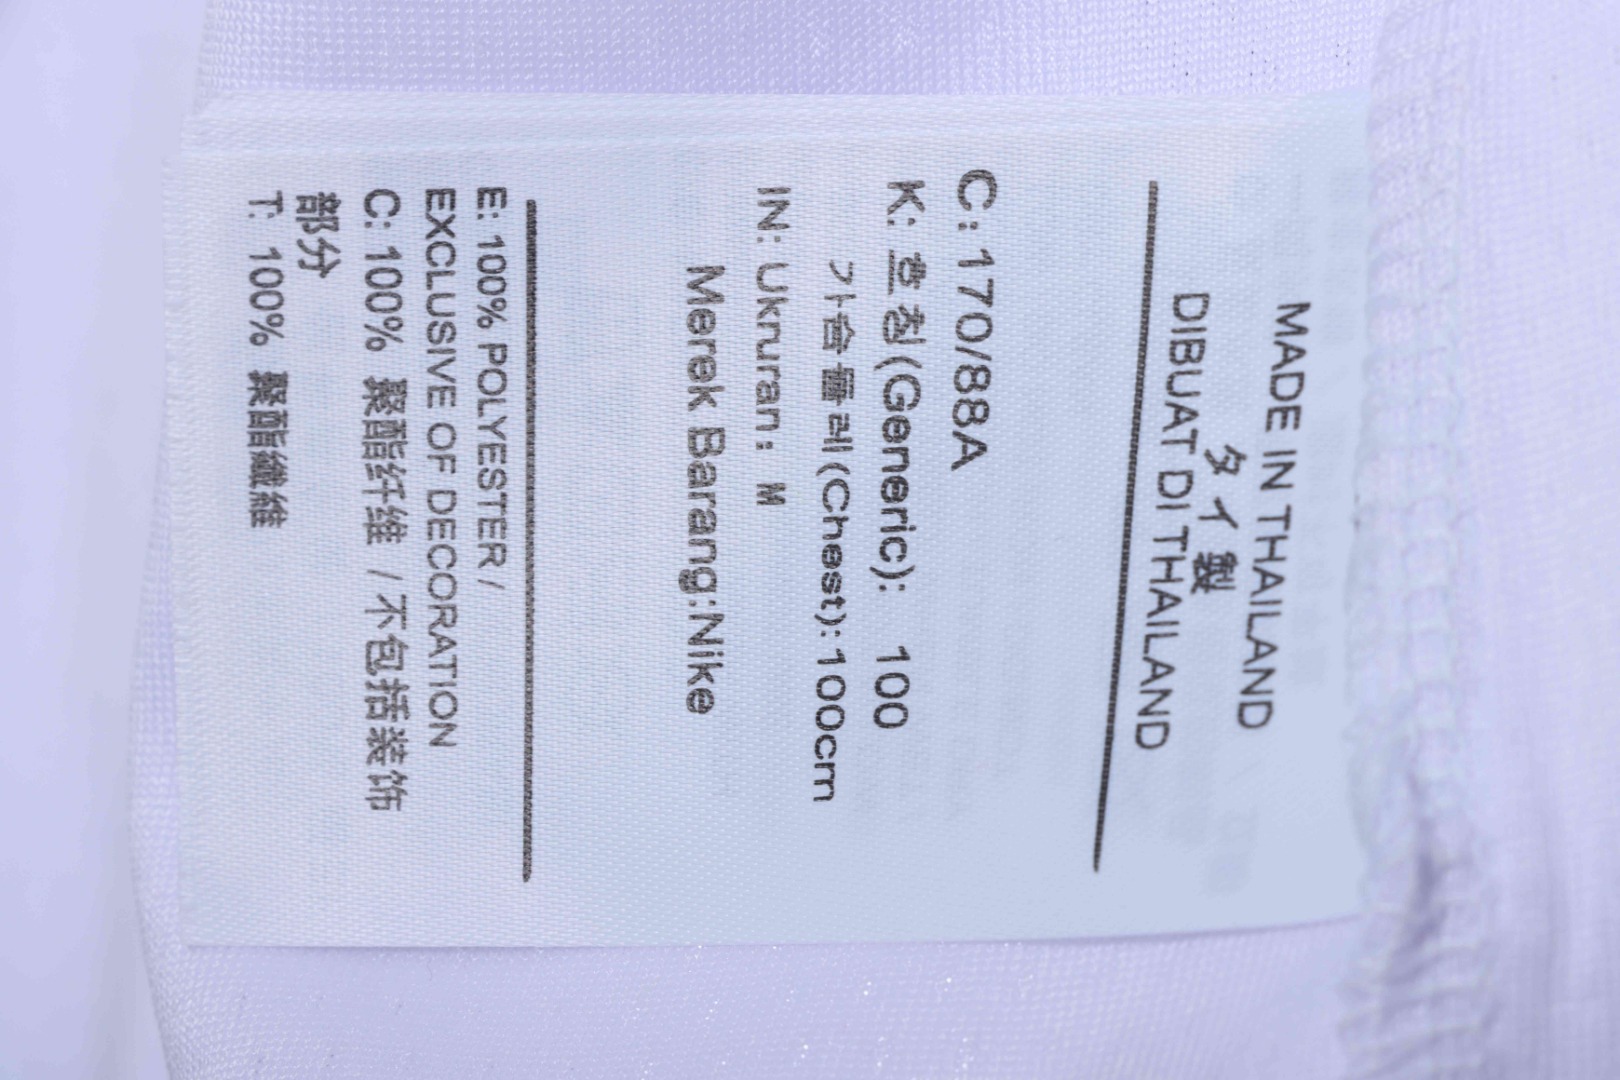 MADE IN THAILAND
タイ製
DIBUAT DI THAILAND
C:170/88A
K: 호칭(Generic): 100
가슴둘레(Chest):100cm
IN: Ukruran: M
Merek Barang:Nike
E: 100% POLYESTER /
EXCLUSIVE OF DECORATION
C: 100% 聚酯纤维 / 不包括装饰
部分
T: 100% 聚酯纖維